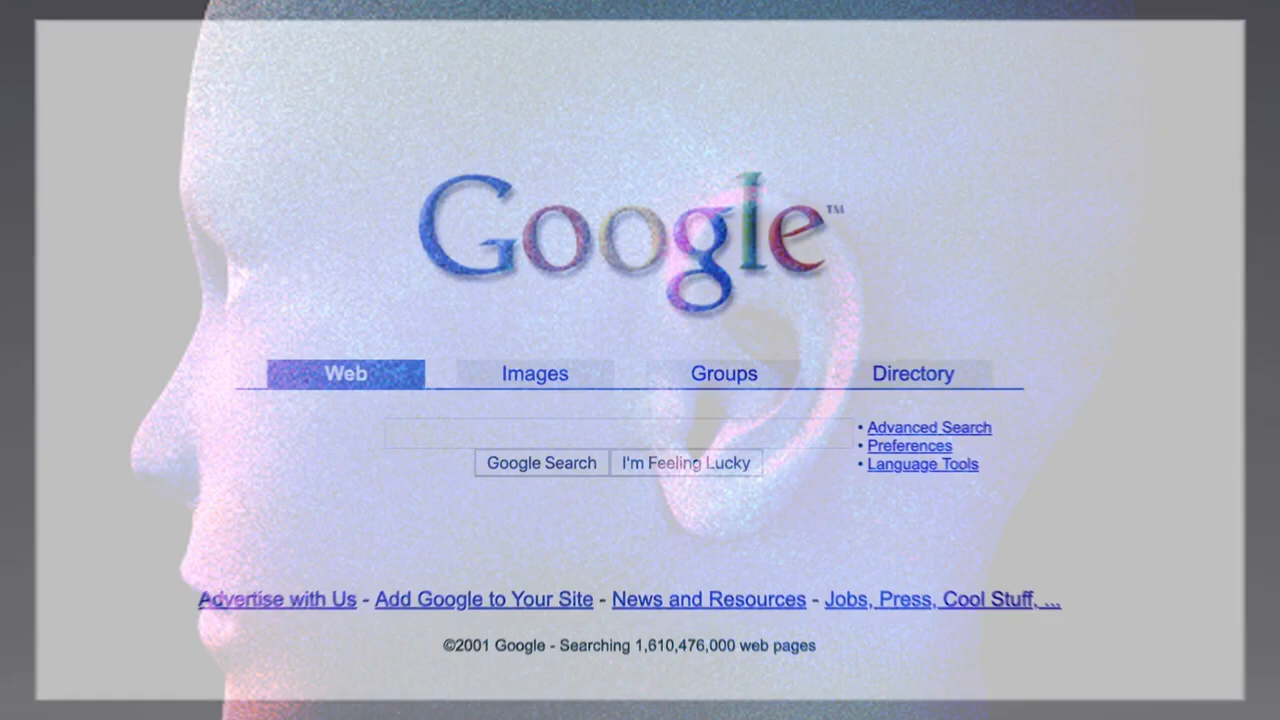 Google™
Web Images Groups Directory
• Advanced Search
• Preferences
• Language Tools
Google Search I'm Feeling Lucky
Advertise with Us - Add Google to Your Site - News and Resources - Jobs, Press, Cool Stuff, ...
©2001 Google - Searching 1,610,476,000 web pages